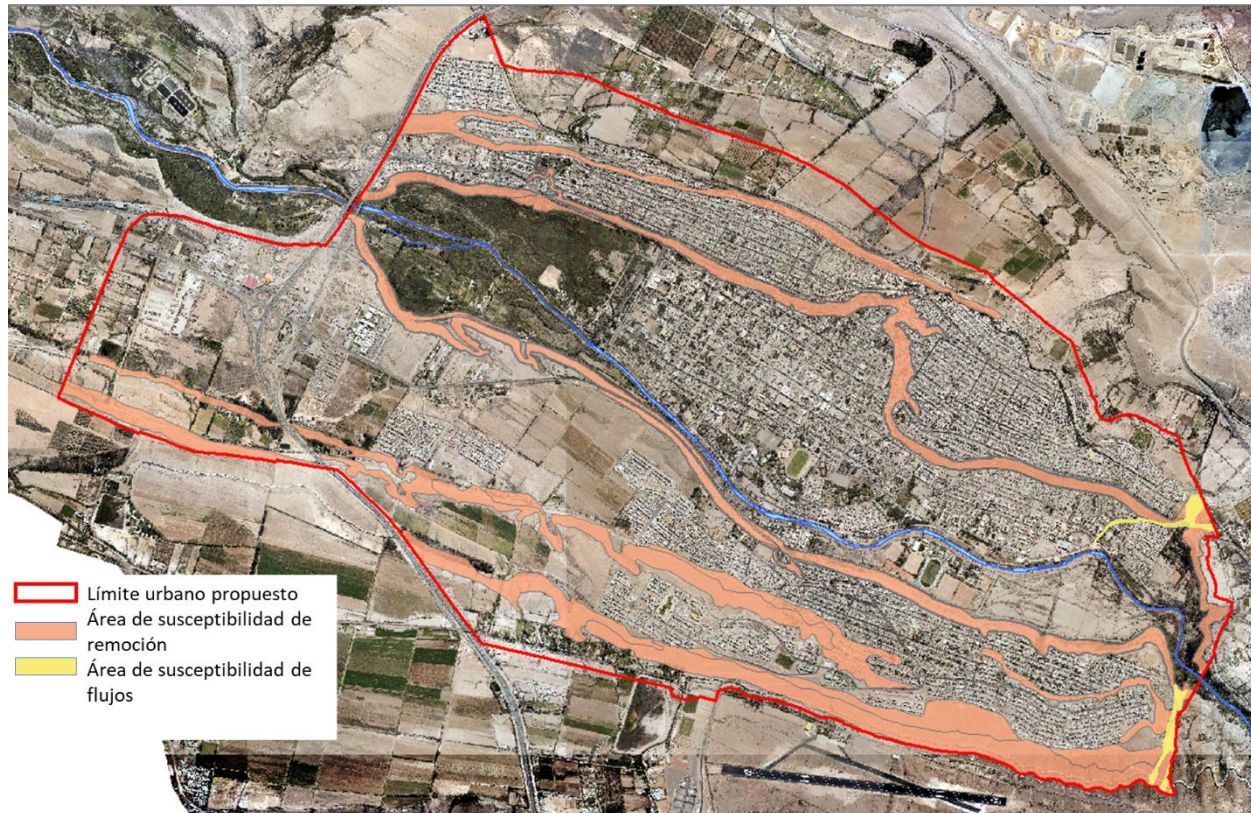 Límite urbano propuesto
Área de susceptibilidad de
remoción
Área de susceptibilidad de
flujos